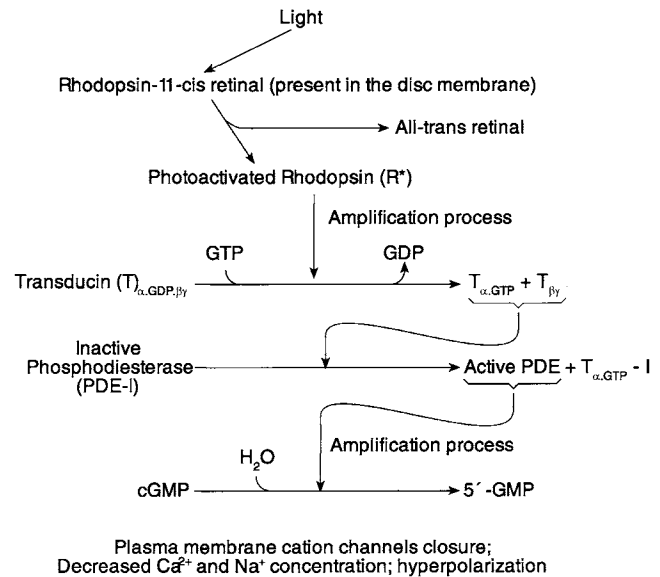 Light
Rhodopsin-11-cis retinal (present in the disc membrane)
All-trans retinal
Photoactivated Rhodopsin (R*)
Amplification process
GTP
GDP
Transducin (T)α.GDP.βγ
Tα.GTP + Tβγ
Inactive
Phosphodiesterase
(PDE-I)
Active PDE + Tα.GTP - I
Amplification process
H₂O
cGMP
5´-GMP
Plasma membrane cation channels closure;
Decreased Ca²⁺ and Na⁺ concentration; hyperpolarization